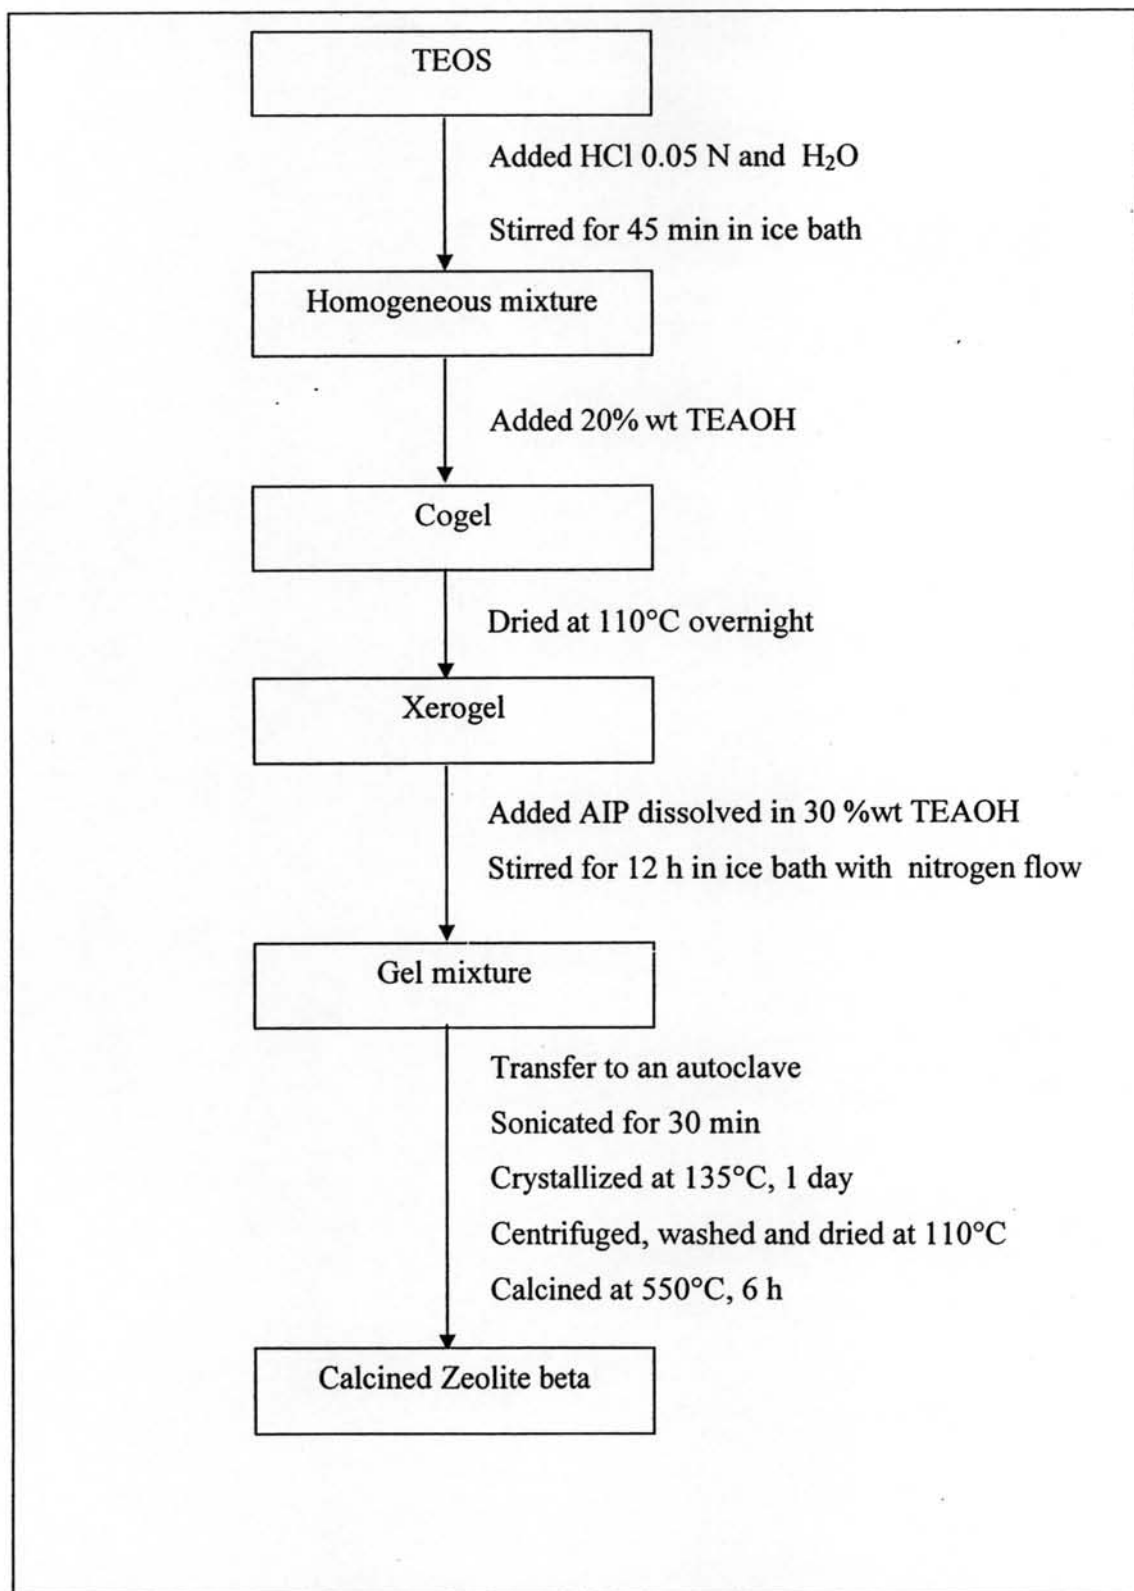 TEOS
Added HCl 0.05 N and H₂O
Stirred for 45 min in ice bath
Homogeneous mixture
Added 20% wt TEAOH
Cogel
Dried at 110°C overnight
Xerogel
Added AIP dissolved in 30 %wt TEAOH
Stirred for 12 h in ice bath with nitrogen flow
Gel mixture
Transfer to an autoclave
Sonicated for 30 min
Crystallized at 135°C, 1 day
Centrifuged, washed and dried at 110°C
Calcined at 550°C, 6 h
Calcined Zeolite beta